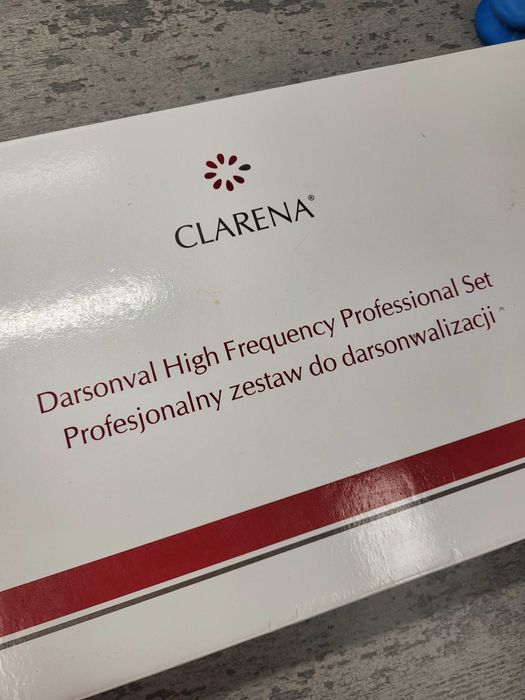 CLARENA®
Darsonval High Frequency Professional Set
Profesjonalny zestaw do darsonwalizacji